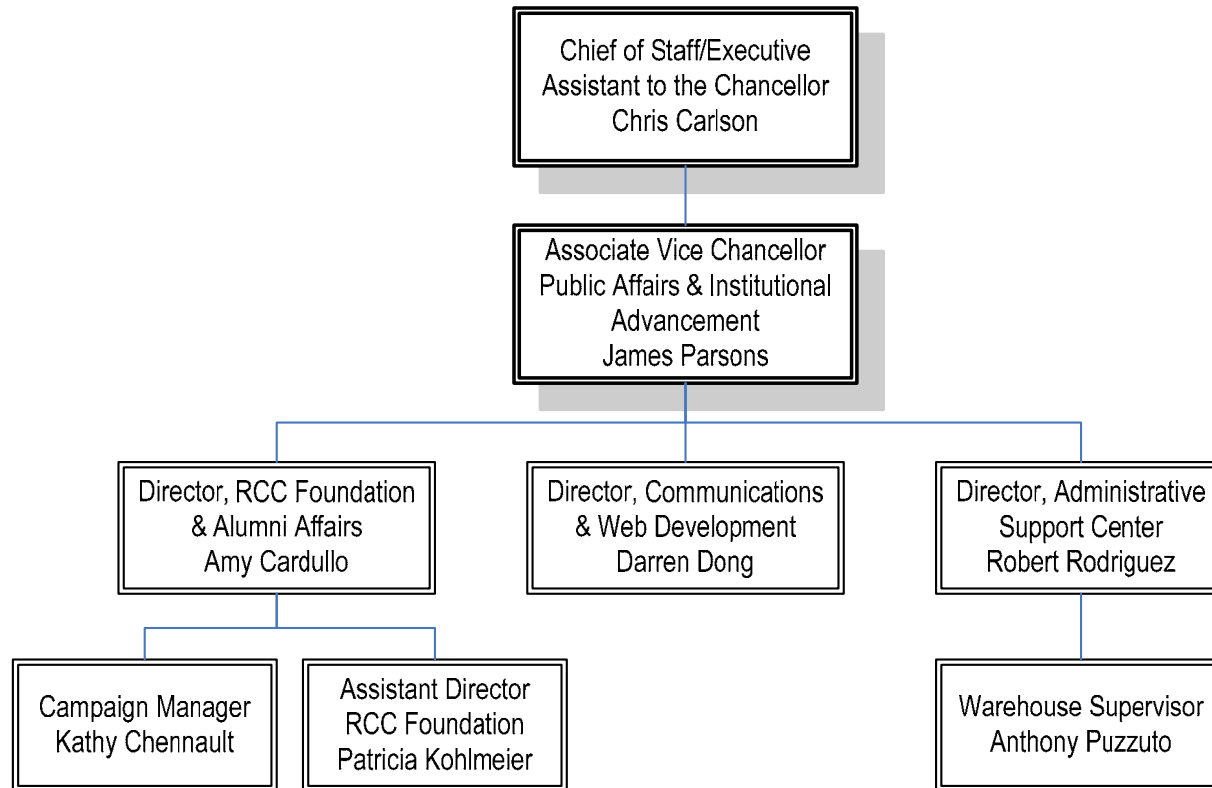 Chief of Staff/Executive
Assistant to the Chancellor
Chris Carlson
Associate Vice Chancellor
Public Affairs & Institutional
Advancement
James Parsons
Director, RCC Foundation
& Alumni Affairs
Amy Cardullo
Director, Communications
& Web Development
Darren Dong
Director, Administrative
Support Center
Robert Rodriguez
Campaign Manager
Kathy Chennault
Assistant Director
RCC Foundation
Patricia Kohlmeier
Warehouse Supervisor
Anthony Puzzuto